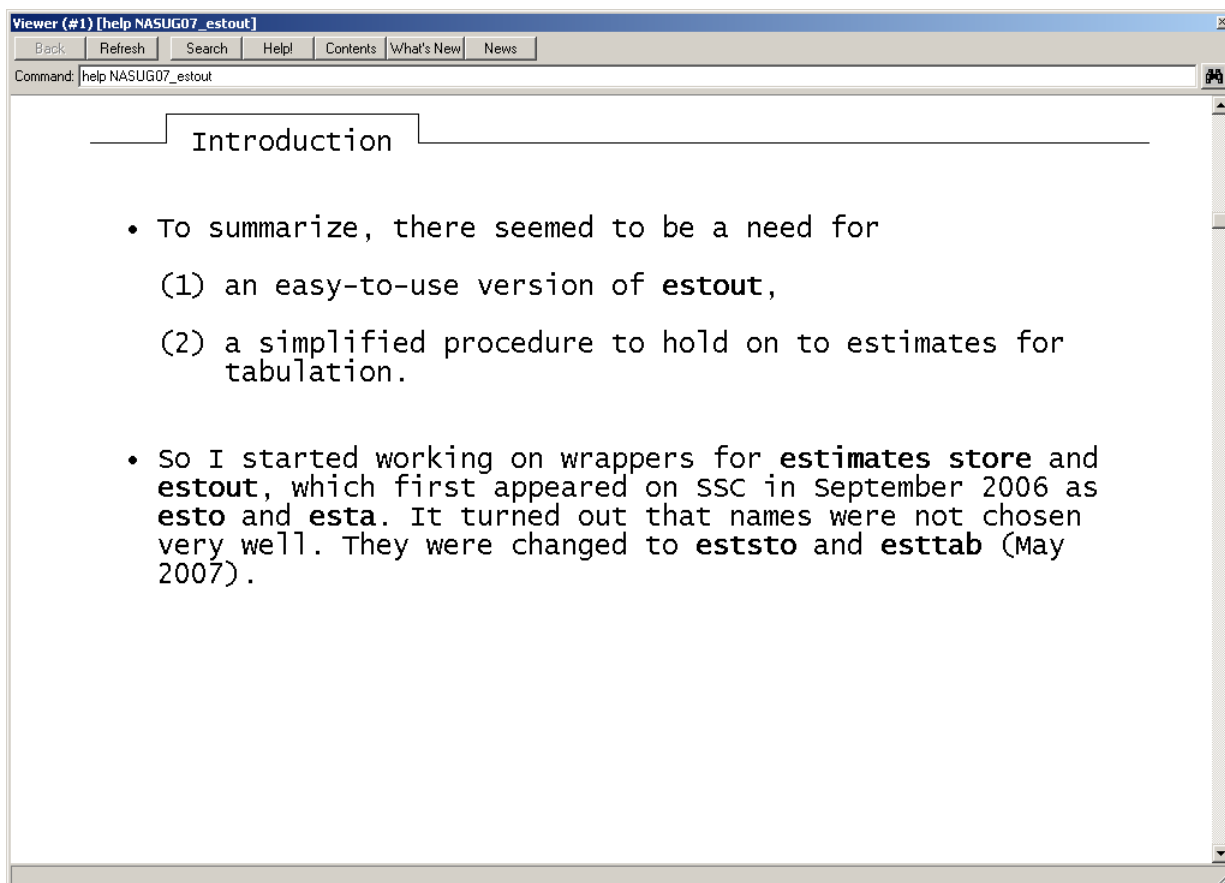 Viewer (#1) [help NASUG07_estout]
Back Refresh Search Help! Contents What's New News
Command: help NASUG07_estout
Introduction
• To summarize, there seemed to be a need for
(1) an easy-to-use version of estout,
(2) a simplified procedure to hold on to estimates for
tabulation.
• So I started working on wrappers for estimates store and
estout, which first appeared on SSC in September 2006 as
esto and esta. It turned out that names were not chosen
very well. They were changed to eststo and esttab (May
2007).